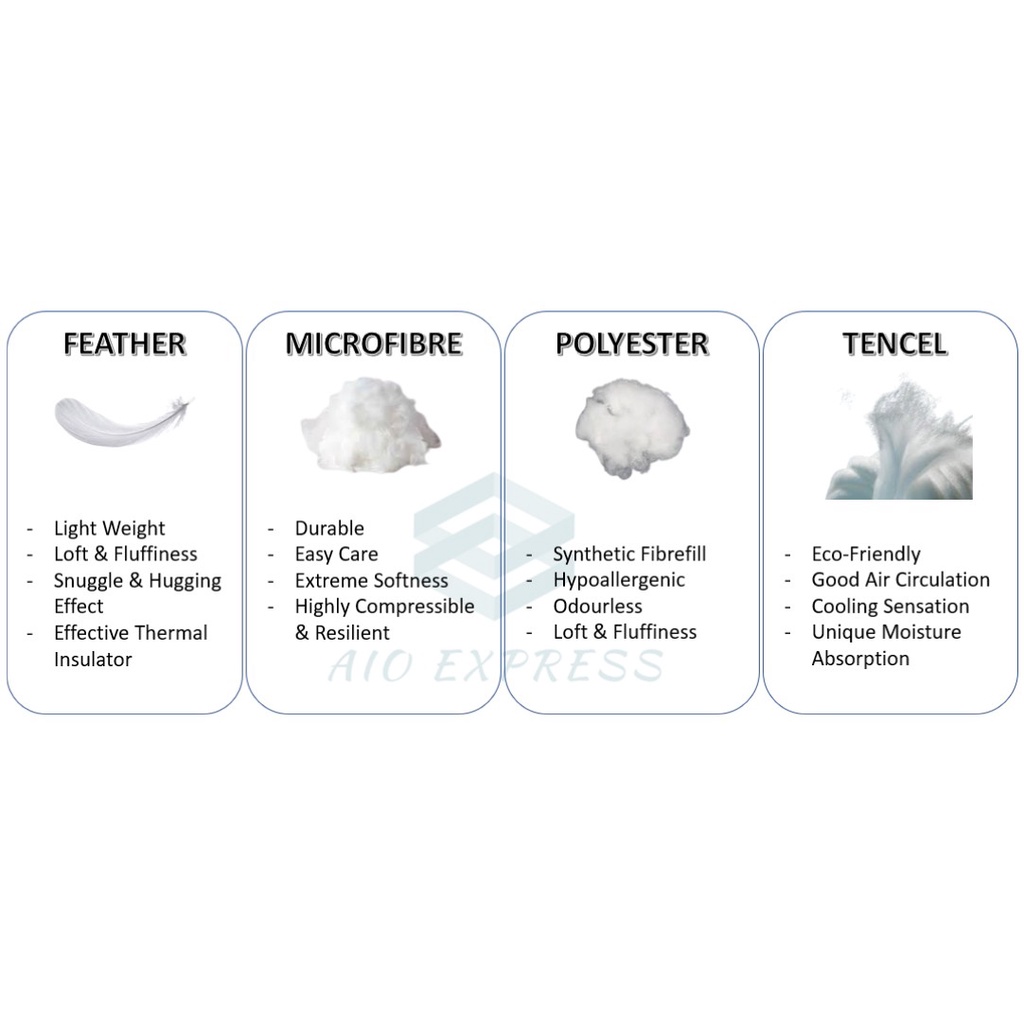 FEATHER
- Light Weight
- Loft & Fluffiness
- Snuggle & Hugging
Effect
- Effective Thermal
Insulator
MICROFIBRE
- Durable
- Easy Care
- Extreme Softness
- Highly Compressible
& Resilient
POLYESTER
- Synthetic Fibrefill
- Hypoallergenic
- Odourless
- Loft & Fluffiness
TENCEL
- Eco-Friendly
- Good Air Circulation
- Cooling Sensation
- Unique Moisture
Absorption
AIO EXPRESS